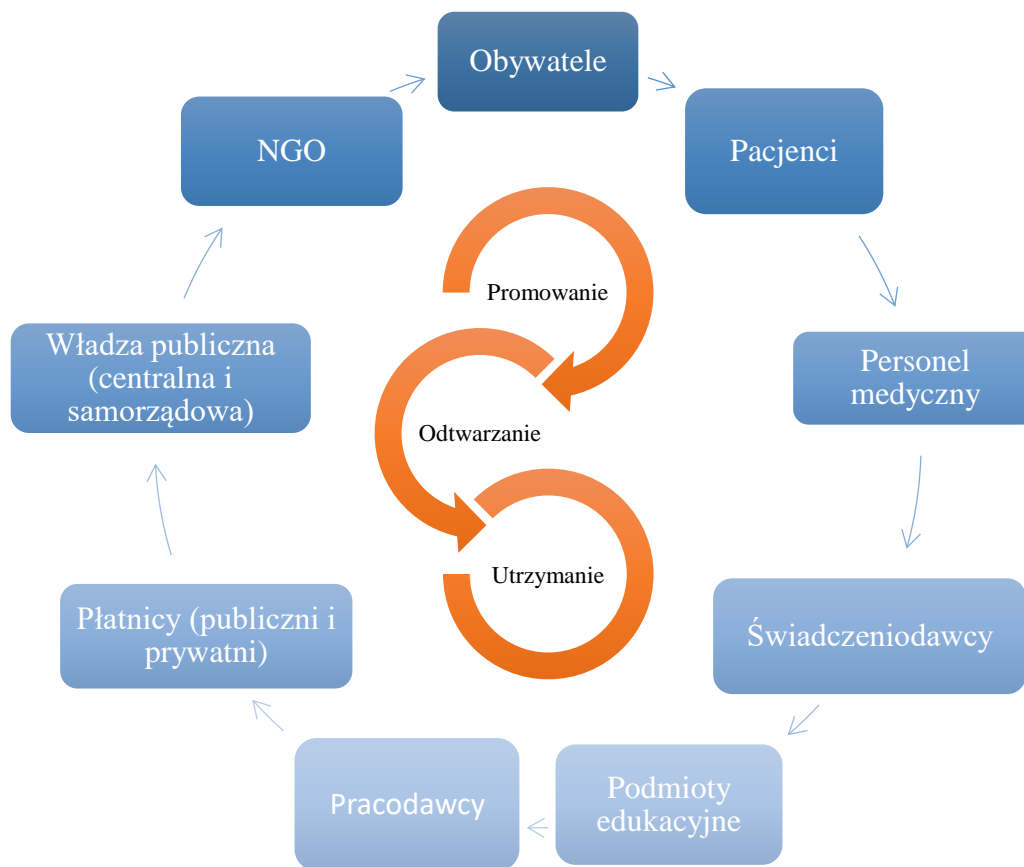 Obywatele
NGO
Pacjenci
Promowanie
Władza publiczna
(centralna i
samorządowa)
Personel
medyczny
Odtwarzanie
Utrzymanie
Płatnicy (publiczni i
prywatni)
Świadczeniodawcy
Pracodawcy
Podmioty
edukacyjne